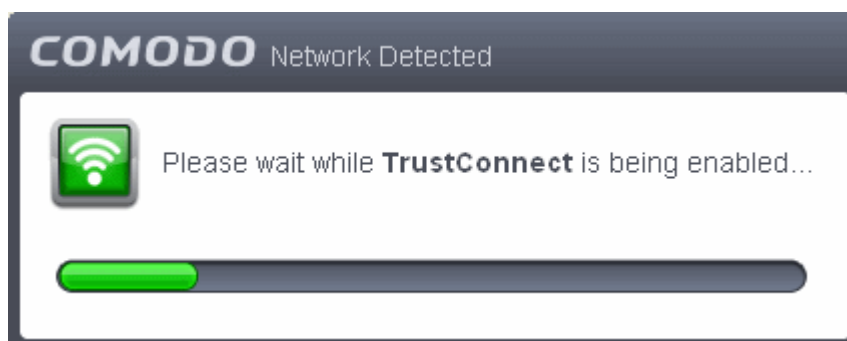 COMODO Network Detected
Please wait while TrustConnect is being enabled...